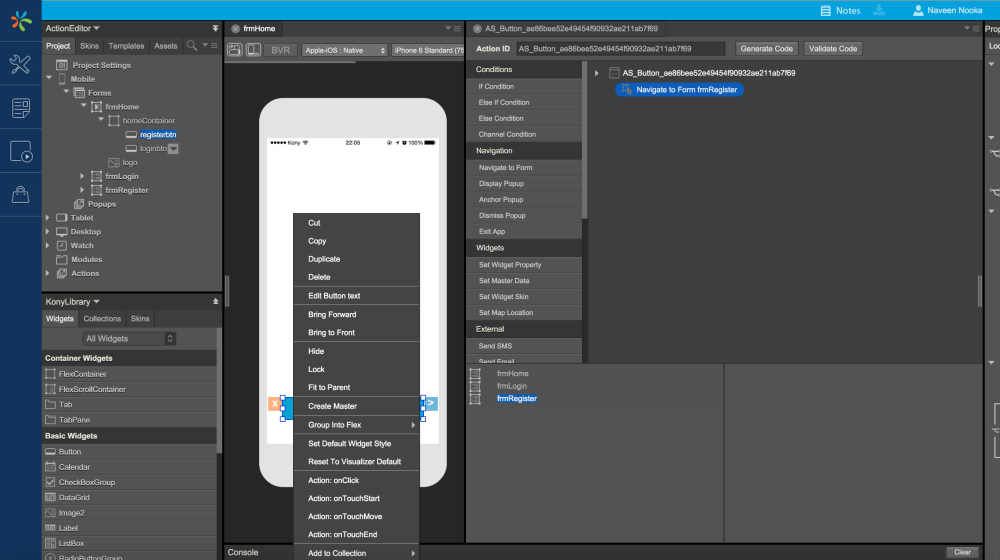 Notes
Naveen Nooka
ActionEditor
Project Skins Templates Assets
Project Settings
Mobile
Forms
frmHome
homeContainer
registerbtn
loginbtn
logo
frmLogin
frmRegister
Popups
Tablet
Desktop
Watch
Modules
Actions
KonyLibrary
Widgets Collections Skins
All Widgets
Container Widgets
FlexContainer
FlexScrollContainer
Tab
TabPane
Basic Widgets
Button
Calendar
CheckBoxGroup
DataGrid
Image2
Label
ListBox
RadioButtonGroup
frmHome
BVR Apple-iOS : Native iPhone 6 Standard (75
Kony 22:05 100%
X >
Cut
Copy
Duplicate
Delete
Edit Button text
Bring Forward
Bring to Front
Hide
Lock
Fit to Parent
Create Master
Group Into Flex
Set Default Widget Style
Reset To Visualizer Default
Action: onClick
Action: onTouchStart
Action: onTouchMove
Action: onTouchEnd
Add to Collection
Console
Clear
AS_Button_ae86bee52e49454f90932ae211ab7f69
Action ID AS_Button_ae86bee52e49454f90932ae211ab7f69 Generate Code Validate Code
Conditions
If Condition
Else If Condition
Else Condition
Channel Condition
Navigation
Navigate to Form
Display Popup
Anchor Popup
Dismiss Popup
Exit App
Widgets
Set Widget Property
Set Master Data
Set Widget Skin
Set Map Location
External
Send SMS
Send Email
AS_Button_ae86bee52e49454f90932ae211ab7f69
Navigate to Form frmRegister
frmHome
frmLogin
frmRegister
Prop
Loc